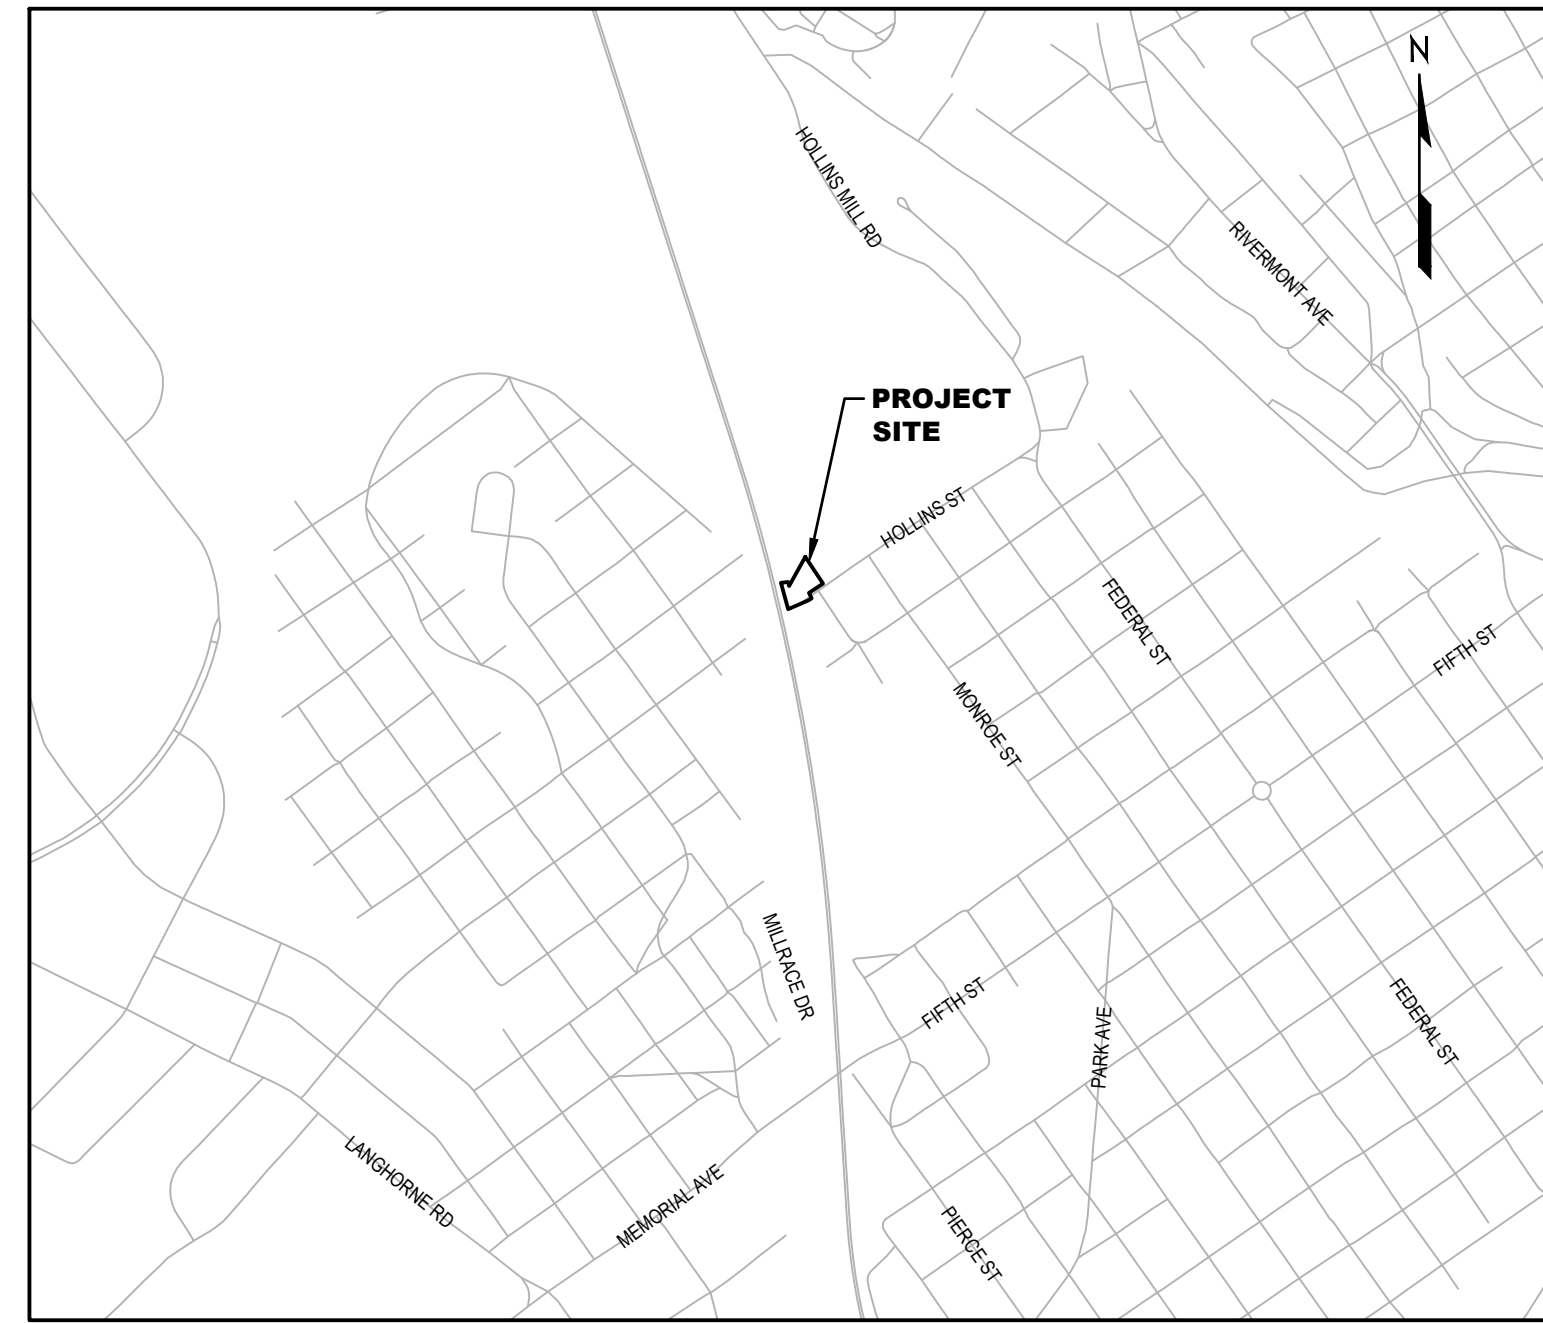 N
HOLLINS MILL RD
RIVERMONT AVE
PROJECT
SITE
HOLLINS ST
FEDERAL ST
FIFTH ST
MONROE ST
MILLRACE DR
FIFTH ST
PARK AVE
FEDERAL ST
LANGHORNE RD
MEMORIAL AVE
PIERCE ST